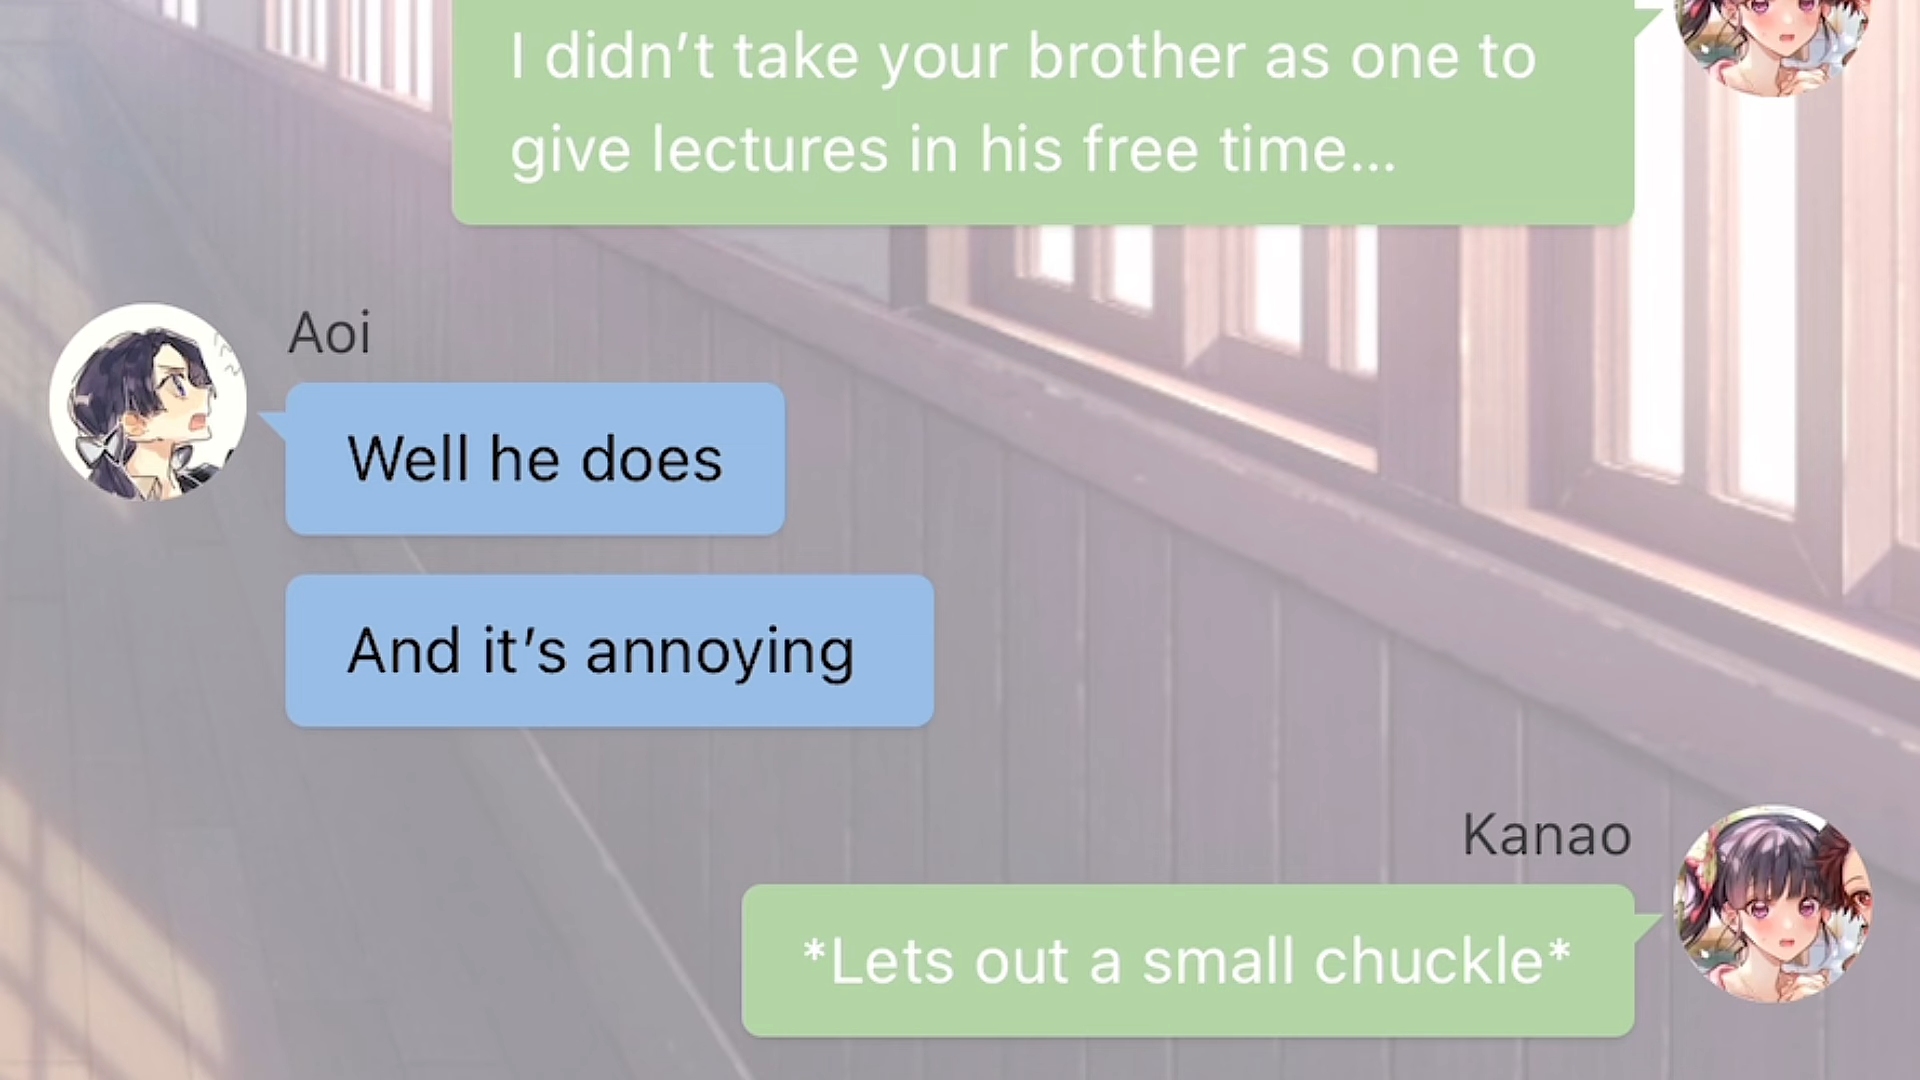 I didn’t take your brother as one to
give lectures in his free time...
Aoi
Well he does
And it’s annoying
Kanao
*Lets out a small chuckle*